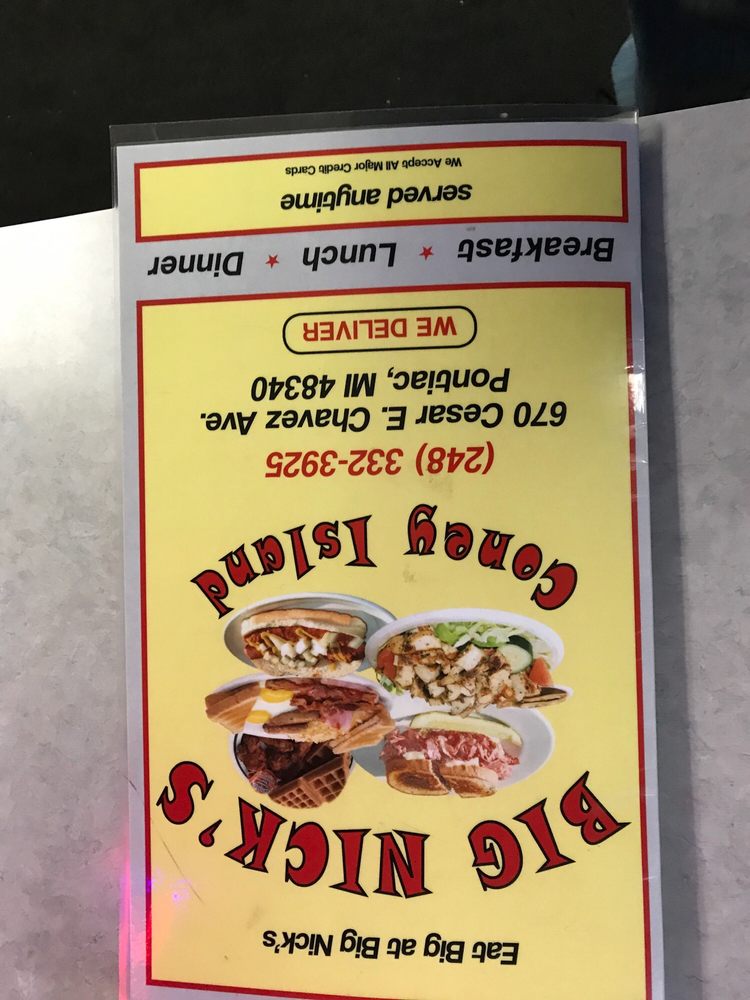 Eat Big at Big Nick's
BIG NICK'S
Coney Island
(248) 332-3925
670 Cesar E. Chavez Ave.
Pontiac, MI 48340
WE DELIVER
Breakfast ★ Lunch ★ Dinner
served anytime
We Accept All Major Credit Cards